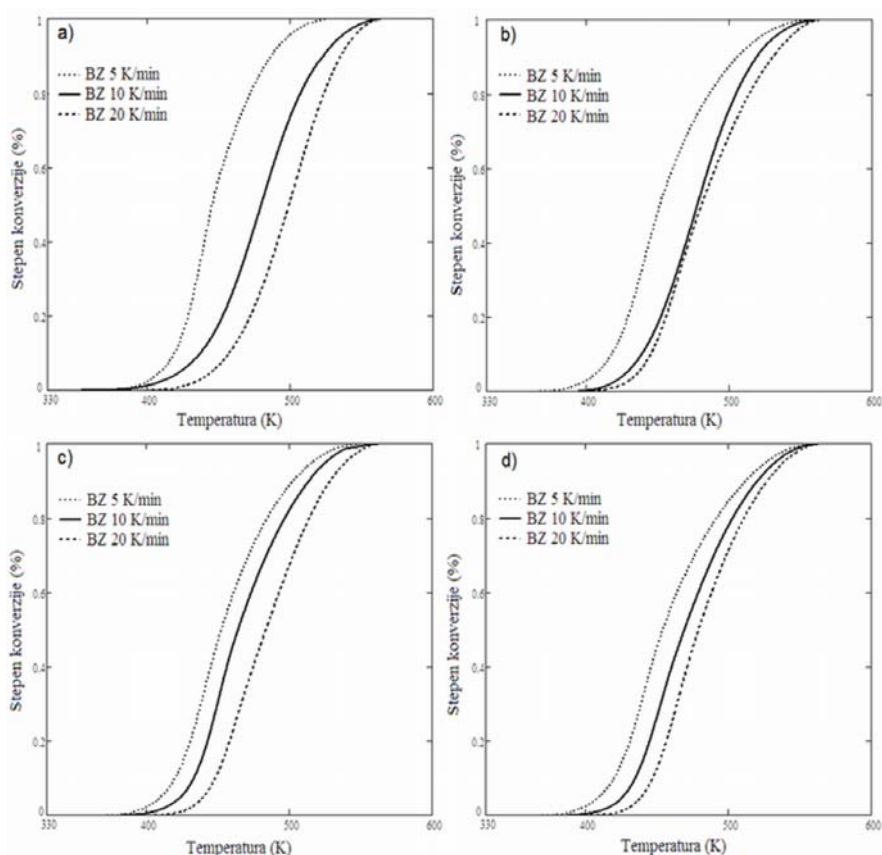 a)
BZ 5 K/min
BZ 10 K/min
BZ 20 K/min
Stepen konverzije (%)
1
0.8
0.6
0.4
0.2
0
330
400
500
600
Temperatura (K)
b)
BZ 5 K/min
BZ 10 K/min
BZ 20 K/min
Stepen konverzije (%)
1
0.8
0.6
0.4
0.2
0
330
400
500
600
Temperatura (K)
c)
BZ 5 K/min
BZ 10 K/min
BZ 20 K/min
Stepen konverzije (%)
1
0.8
0.6
0.4
0.2
0
330
400
500
600
Temperatura (K)
d)
BZ 5 K/min
BZ 10 K/min
BZ 20 K/min
Stepen konverzije (%)
1
0.8
0.6
0.4
0.2
0
330
400
500
600
Temperatura (K)